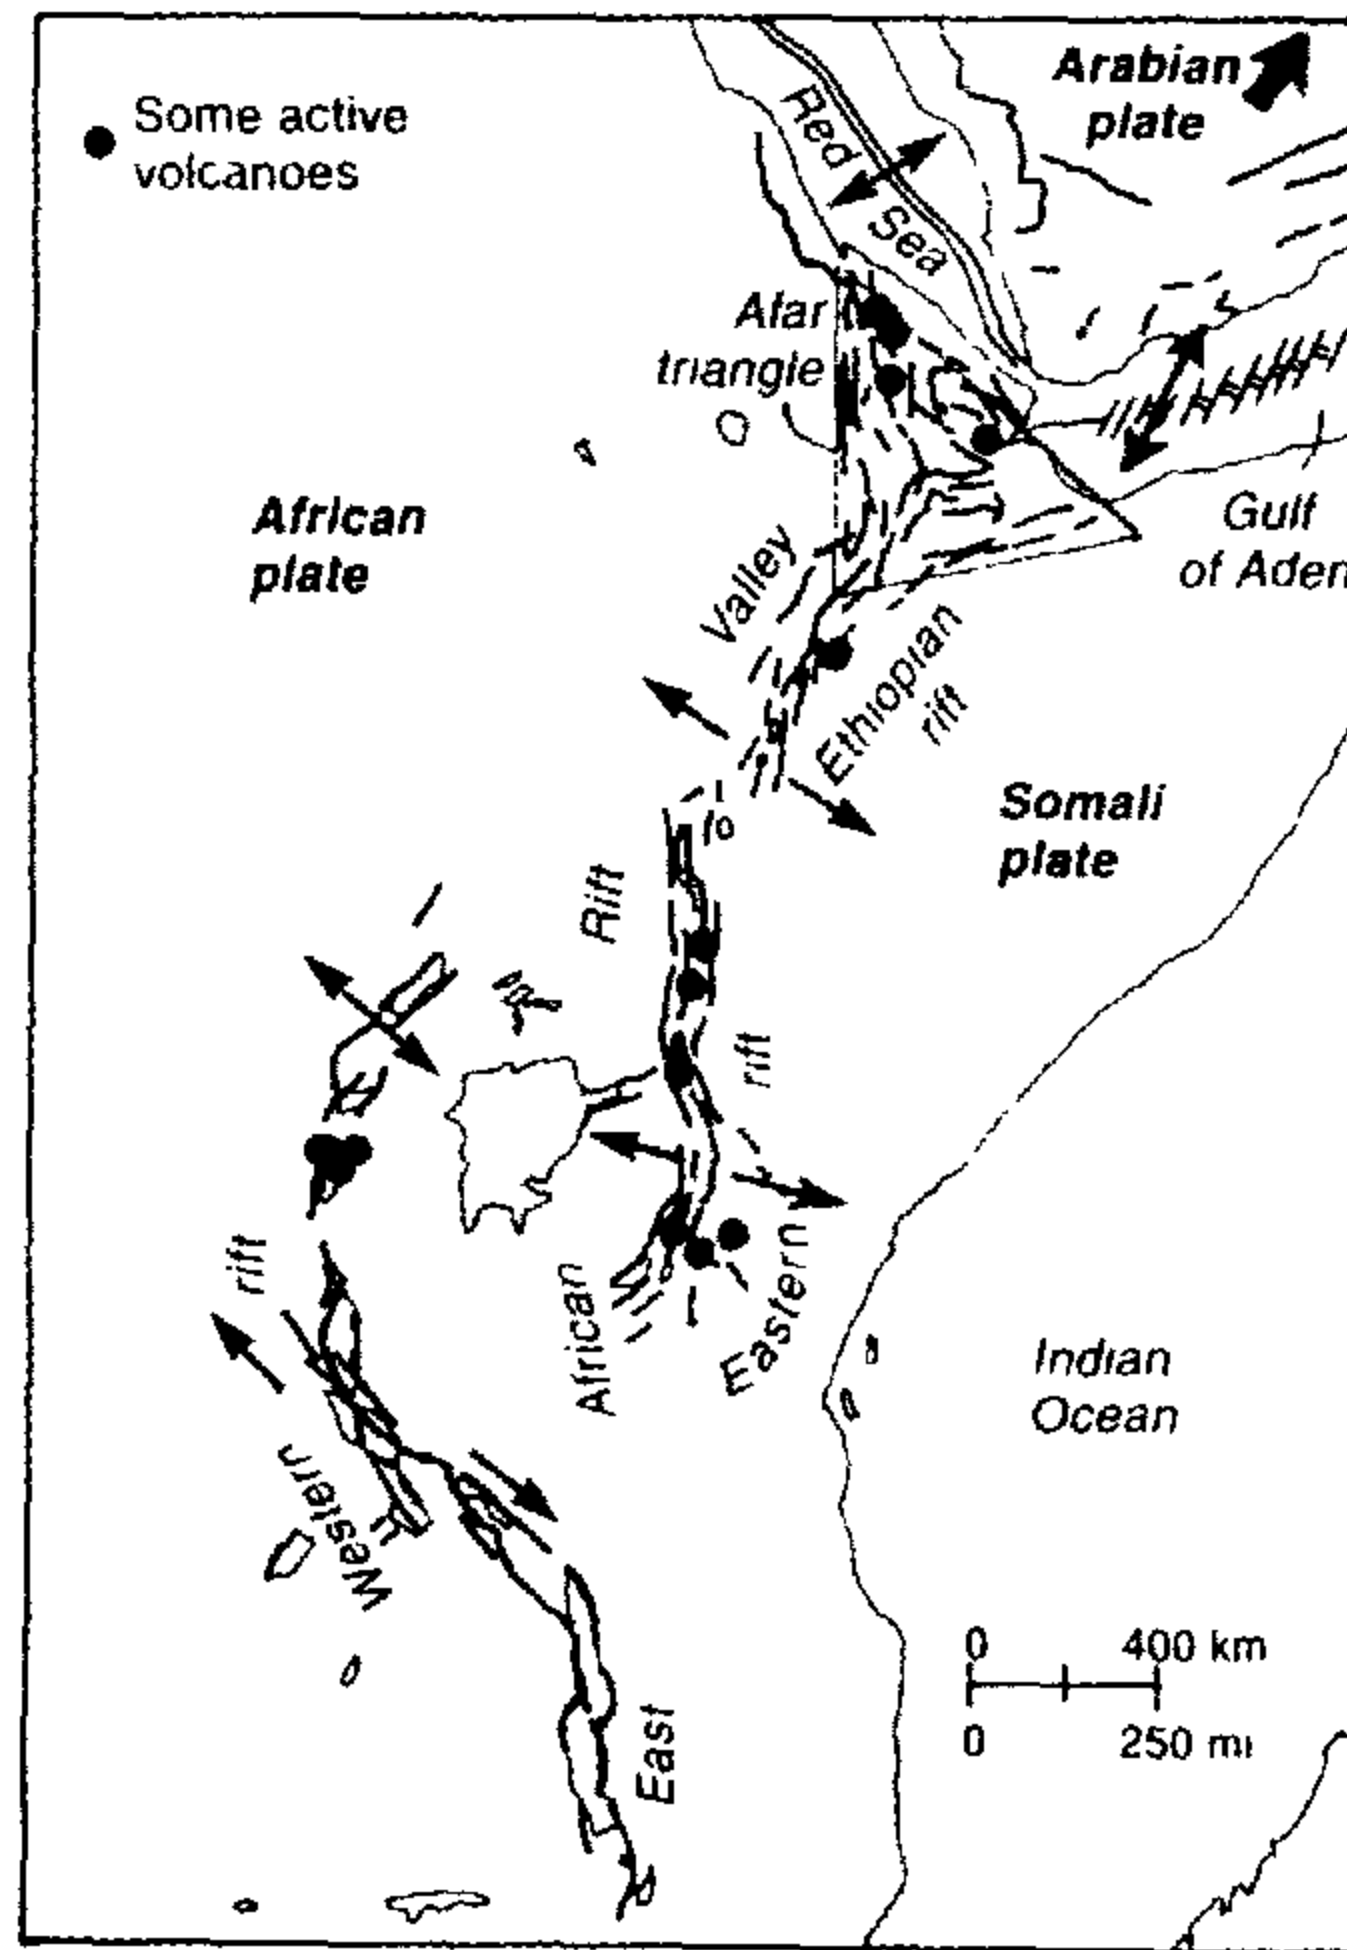 Some active
volcanoes
Arabian
plate
Red
Sea
Afar
triangle
African
plate
Gulf
of Aden
Valley
Ethiopian
rift
Somali
plate
Rift
rift
rift
African
Eastern
Indian
Ocean
Western
East
0 400 km
0 250 mi